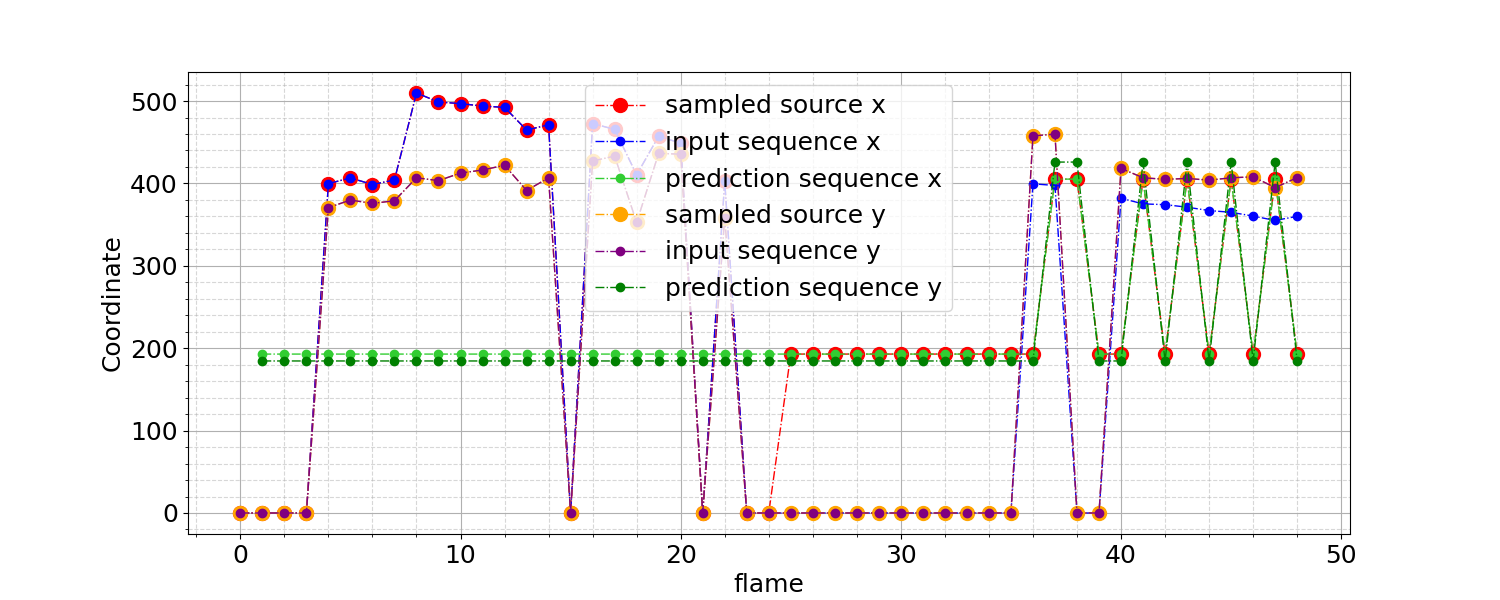 500
400
300
200
100
0
Coordinate
sampled source x
input sequence x
prediction sequence x
sampled source y
input sequence y
prediction sequence y
0 10 20 30 40 50
flame